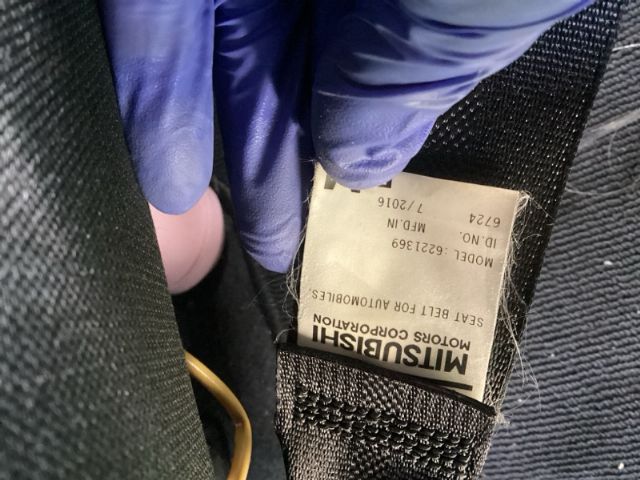 MITSUBISHI
MOTORS CORPORATION
SEAT BELT FOR AUTOMOBILES.
MODEL : 6221369
ID.NO. MFD.IN
6724 7/2016